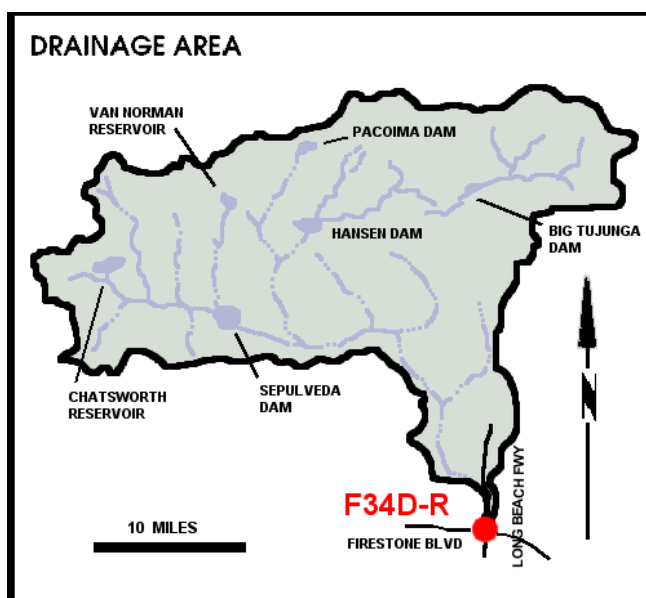 DRAINAGE AREA
VAN NORMAN
RESERVOIR
PACOIMA DAM
HANSEN DAM
BIG TUJUNGA
DAM
CHATSWORTH
RESERVOIR
SEPULVEDA
DAM
N
F34D-R
LONG BEACH FWY
10 MILES
FIRESTONE BLVD